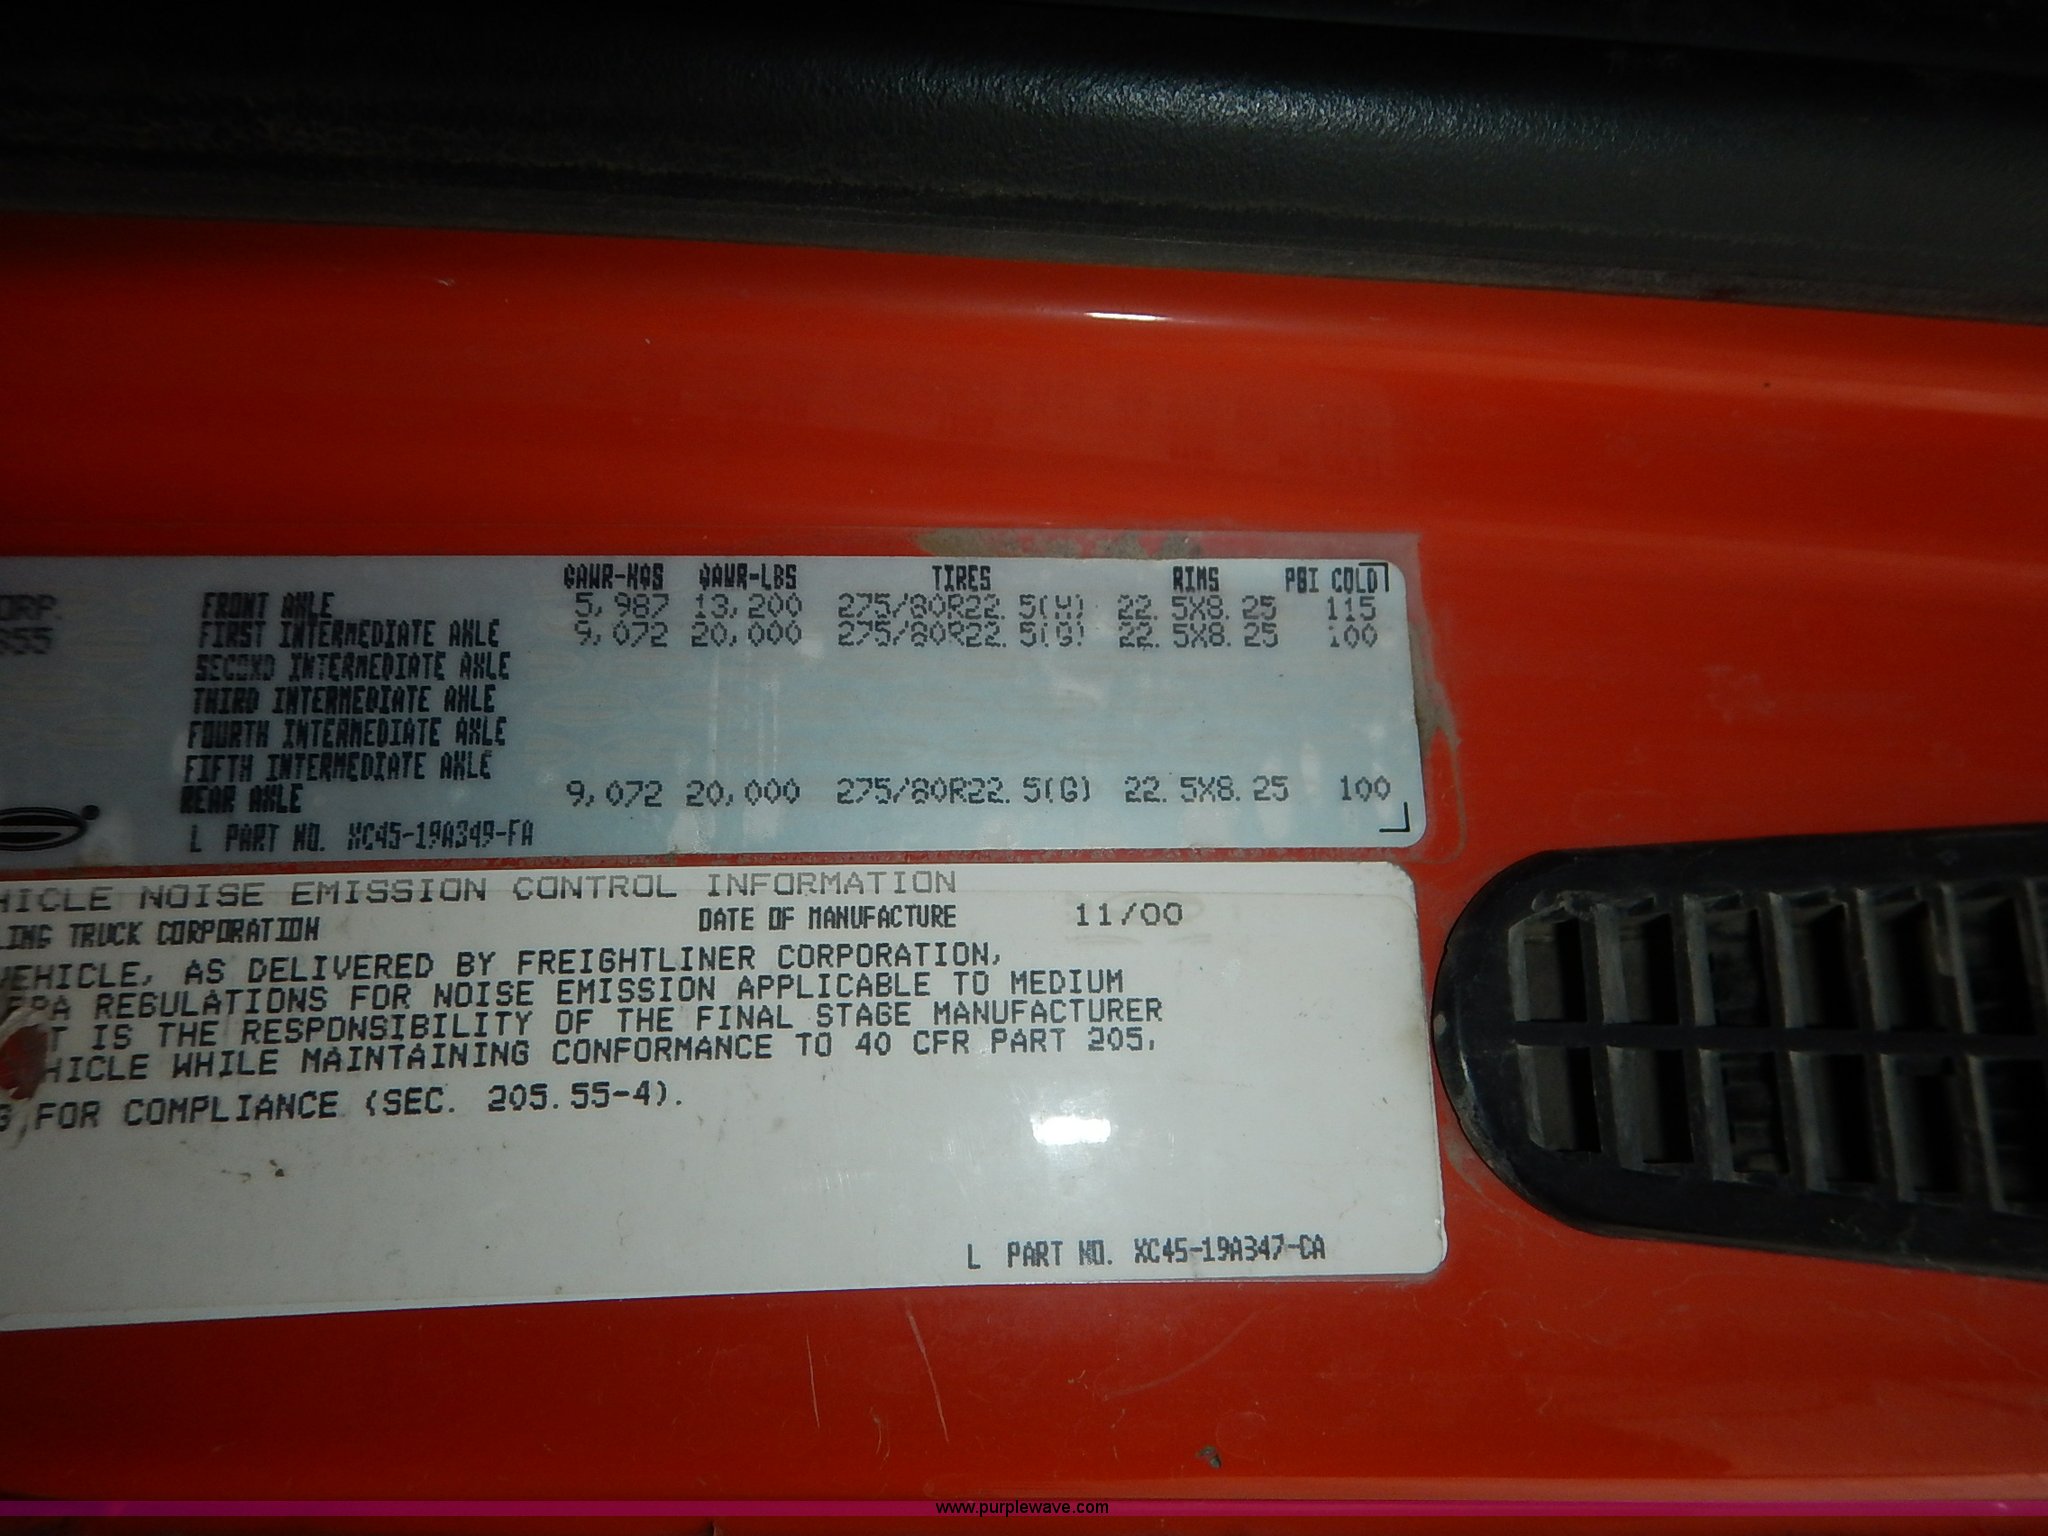 GAWR-KGS GAWR-LBS TIRES RIMS PSI COLD
FRONT AXLE 5,987 13,200 275/80R22.5(H) 22.5X8.25 115
FIRST INTERMEDIATE AXLE 9,072 20,000 275/80R22.5(G) 22.5X8.25 100
SECOND INTERMEDIATE AXLE
THIRD INTERMEDIATE AXLE
FOURTH INTERMEDIATE AXLE
FIFTH INTERMEDIATE AXLE
REAR AXLE 9,072 20,000 275/80R22.5(G) 22.5X8.25 100
L PART NO. XC45-19A349-FA
HICLE NOISE EMISSION CONTROL INFORMATION
LING TRUCK CORPORATION DATE OF MANUFACTURE 11/00
VEHICLE, AS DELIVERED BY FREIGHTLINER CORPORATION,
EPA REGULATIONS FOR NOISE EMISSION APPLICABLE TO MEDIUM
T IS THE RESPONSIBILITY OF THE FINAL STAGE MANUFACTURER
HICLE WHILE MAINTAINING CONFORMANCE TO 40 CFR PART 205,
G FOR COMPLIANCE (SEC. 205.55-4).
L PART NO. XC45-19A347-CA
www.purplewave.com